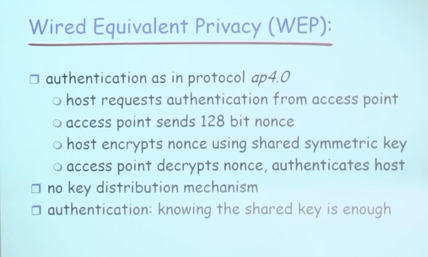 Wired Equivalent Privacy (WEP):
authentication as in protocol ap4.0
host requests authentication from access point
access point sends 128 bit nonce
host encrypts nonce using shared symmetric key
access point decrypts nonce, authenticates host
no key distribution mechanism
authentication: knowing the shared key is enough